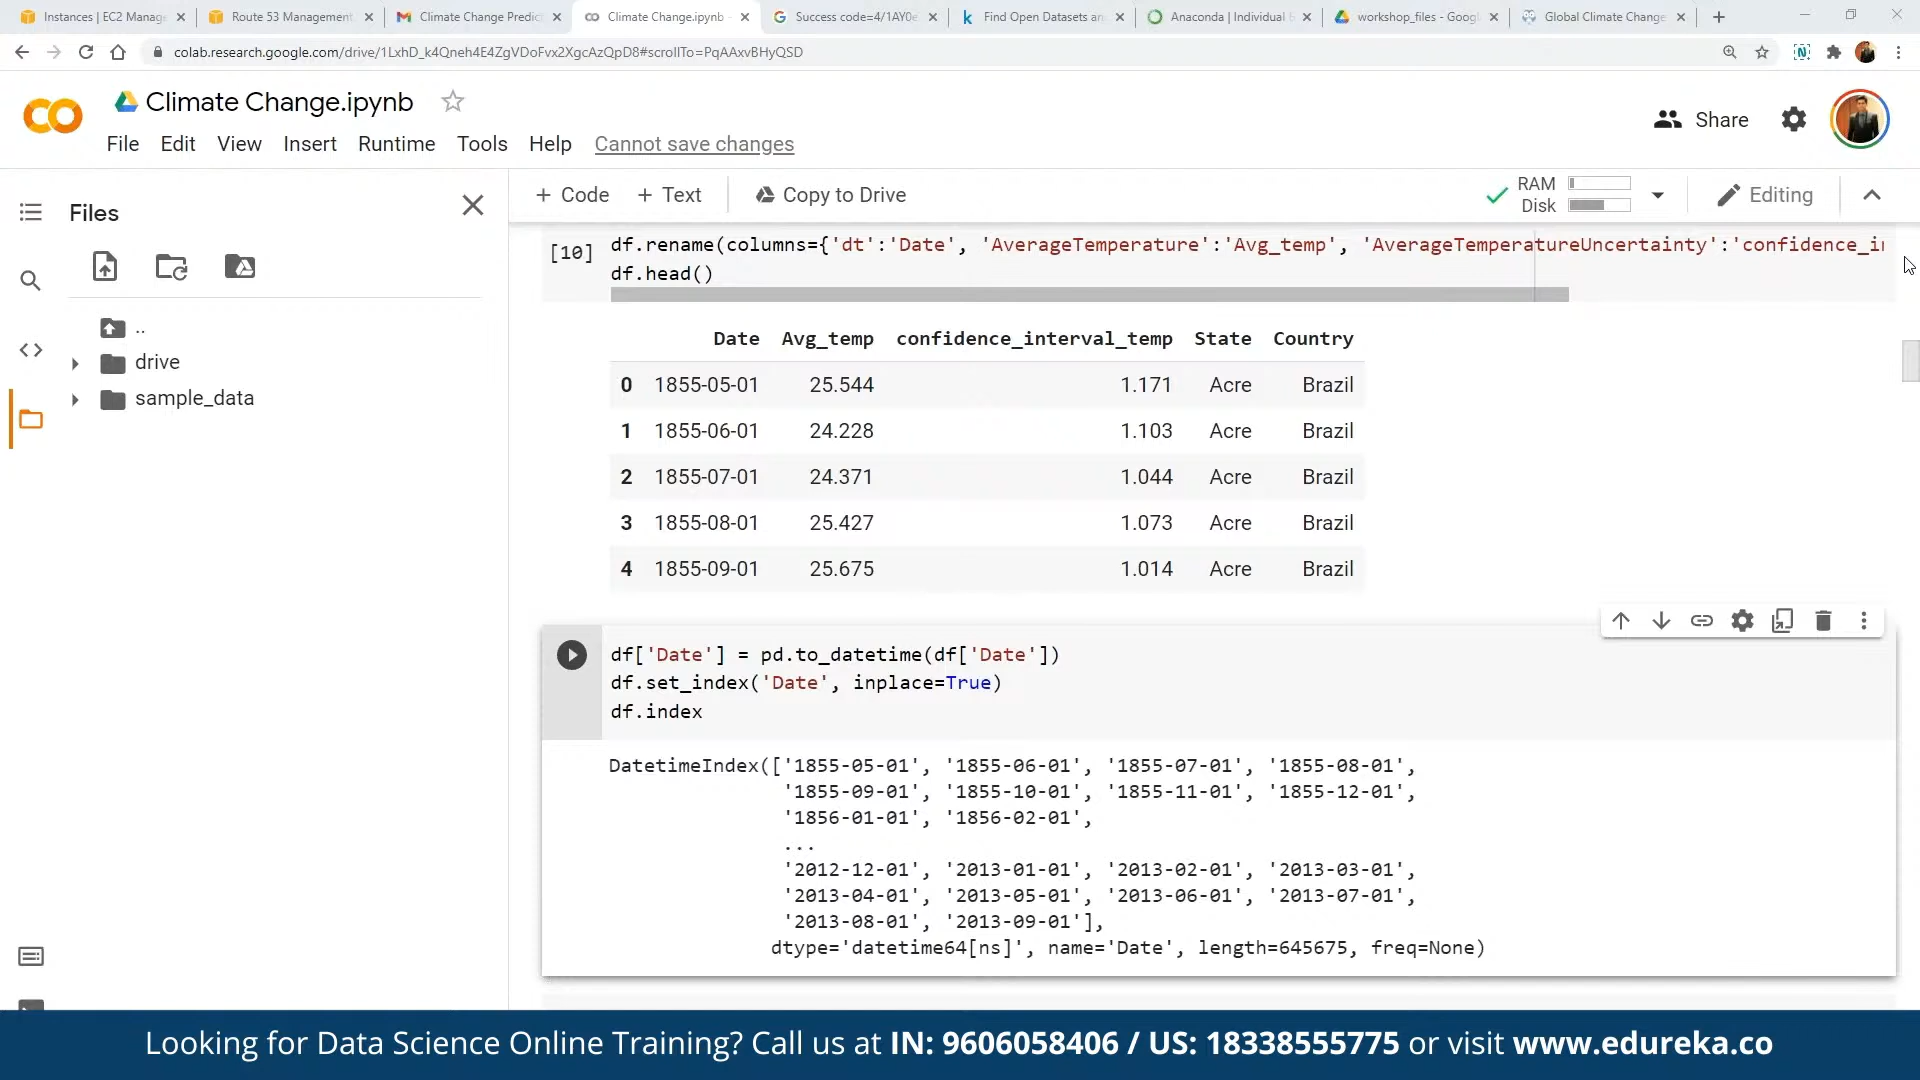 Instances | EC2 Manag
Route 53 Management
Climate Change Predic
Climate Change.ipynb
Success code=4/1AY0e
Find Open Datasets an
Anaconda | Individual
workshop_files - Googl
Global Climate Change
colab.research.google.com/drive/1LxhD_k4Qneh4E4ZgVDoFvx2XgcAzQpD8#scrollTo=PqAAxvBHyQSD
Climate Change.ipynb
Share
File Edit View Insert Runtime Tools Help Cannot save changes
Files
+ Code + Text Copy to Drive
RAM
Disk
Editing
..
drive
sample_data
[10] df.rename(columns={'dt':'Date', 'AverageTemperature':'Avg_temp', 'AverageTemperatureUncertainty':'confidence_in
df.head()
Date Avg_temp confidence_interval_temp State Country
0 1855-05-01 25.544 1.171 Acre Brazil
1 1855-06-01 24.228 1.103 Acre Brazil
2 1855-07-01 24.371 1.044 Acre Brazil
3 1855-08-01 25.427 1.073 Acre Brazil
4 1855-09-01 25.675 1.014 Acre Brazil
df['Date'] = pd.to_datetime(df['Date'])
df.set_index('Date', inplace=True)
df.index
DatetimeIndex(['1855-05-01', '1855-06-01', '1855-07-01', '1855-08-01',
'1855-09-01', '1855-10-01', '1855-11-01', '1855-12-01',
'1856-01-01', '1856-02-01',
...
'2012-12-01', '2013-01-01', '2013-02-01', '2013-03-01',
'2013-04-01', '2013-05-01', '2013-06-01', '2013-07-01',
'2013-08-01', '2013-09-01'],
dtype='datetime64[ns]', name='Date', length=645675, freq=None)
Looking for Data Science Online Training? Call us at IN: 9606058406 / US: 18338555775 or visit www.edureka.co